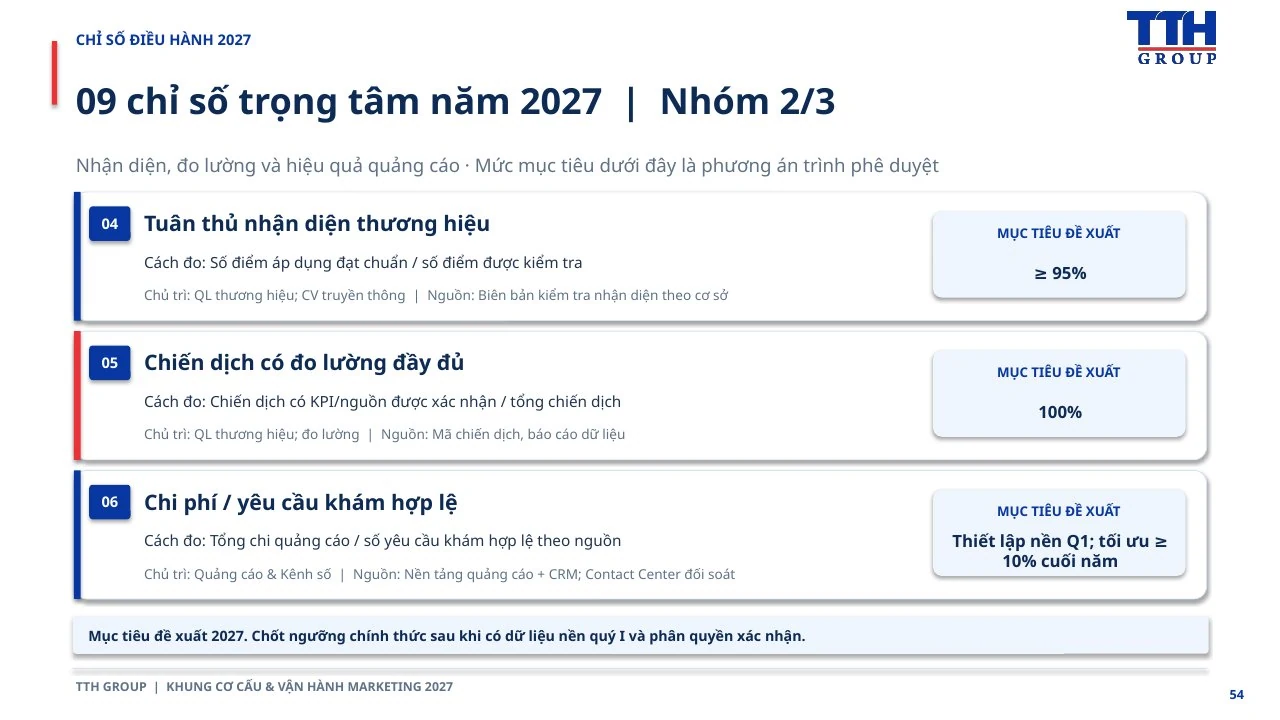 CHỈ SỐ ĐIỀU HÀNH 2027
TTH
GROUP
09 chỉ số trọng tâm năm 2027 | Nhóm 2/3
Nhận diện, đo lường và hiệu quả quảng cáo · Mức mục tiêu dưới đây là phương án trình phê duyệt
04
Tuân thủ nhận diện thương hiệu
Cách đo: Số điểm áp dụng đạt chuẩn / số điểm được kiểm tra
Chủ trì: QL thương hiệu; CV truyền thông | Nguồn: Biên bản kiểm tra nhận diện theo cơ sở
MỤC TIÊU ĐỀ XUẤT
≥ 95%
05
Chiến dịch có đo lường đầy đủ
Cách đo: Chiến dịch có KPI/nguồn được xác nhận / tổng chiến dịch
Chủ trì: QL thương hiệu; đo lường | Nguồn: Mã chiến dịch, báo cáo dữ liệu
MỤC TIÊU ĐỀ XUẤT
100%
06
Chi phí / yêu cầu khám hợp lệ
Cách đo: Tổng chi quảng cáo / số yêu cầu khám hợp lệ theo nguồn
Chủ trì: Quảng cáo & Kênh số | Nguồn: Nền tảng quảng cáo + CRM; Contact Center đối soát
MỤC TIÊU ĐỀ XUẤT
Thiết lập nền Q1; tối ưu ≥
10% cuối năm
Mục tiêu đề xuất 2027. Chốt ngưỡng chính thức sau khi có dữ liệu nền quý I và phân quyền xác nhận.
TTH GROUP | KHUNG CƠ CẤU & VẬN HÀNH MARKETING 2027
54